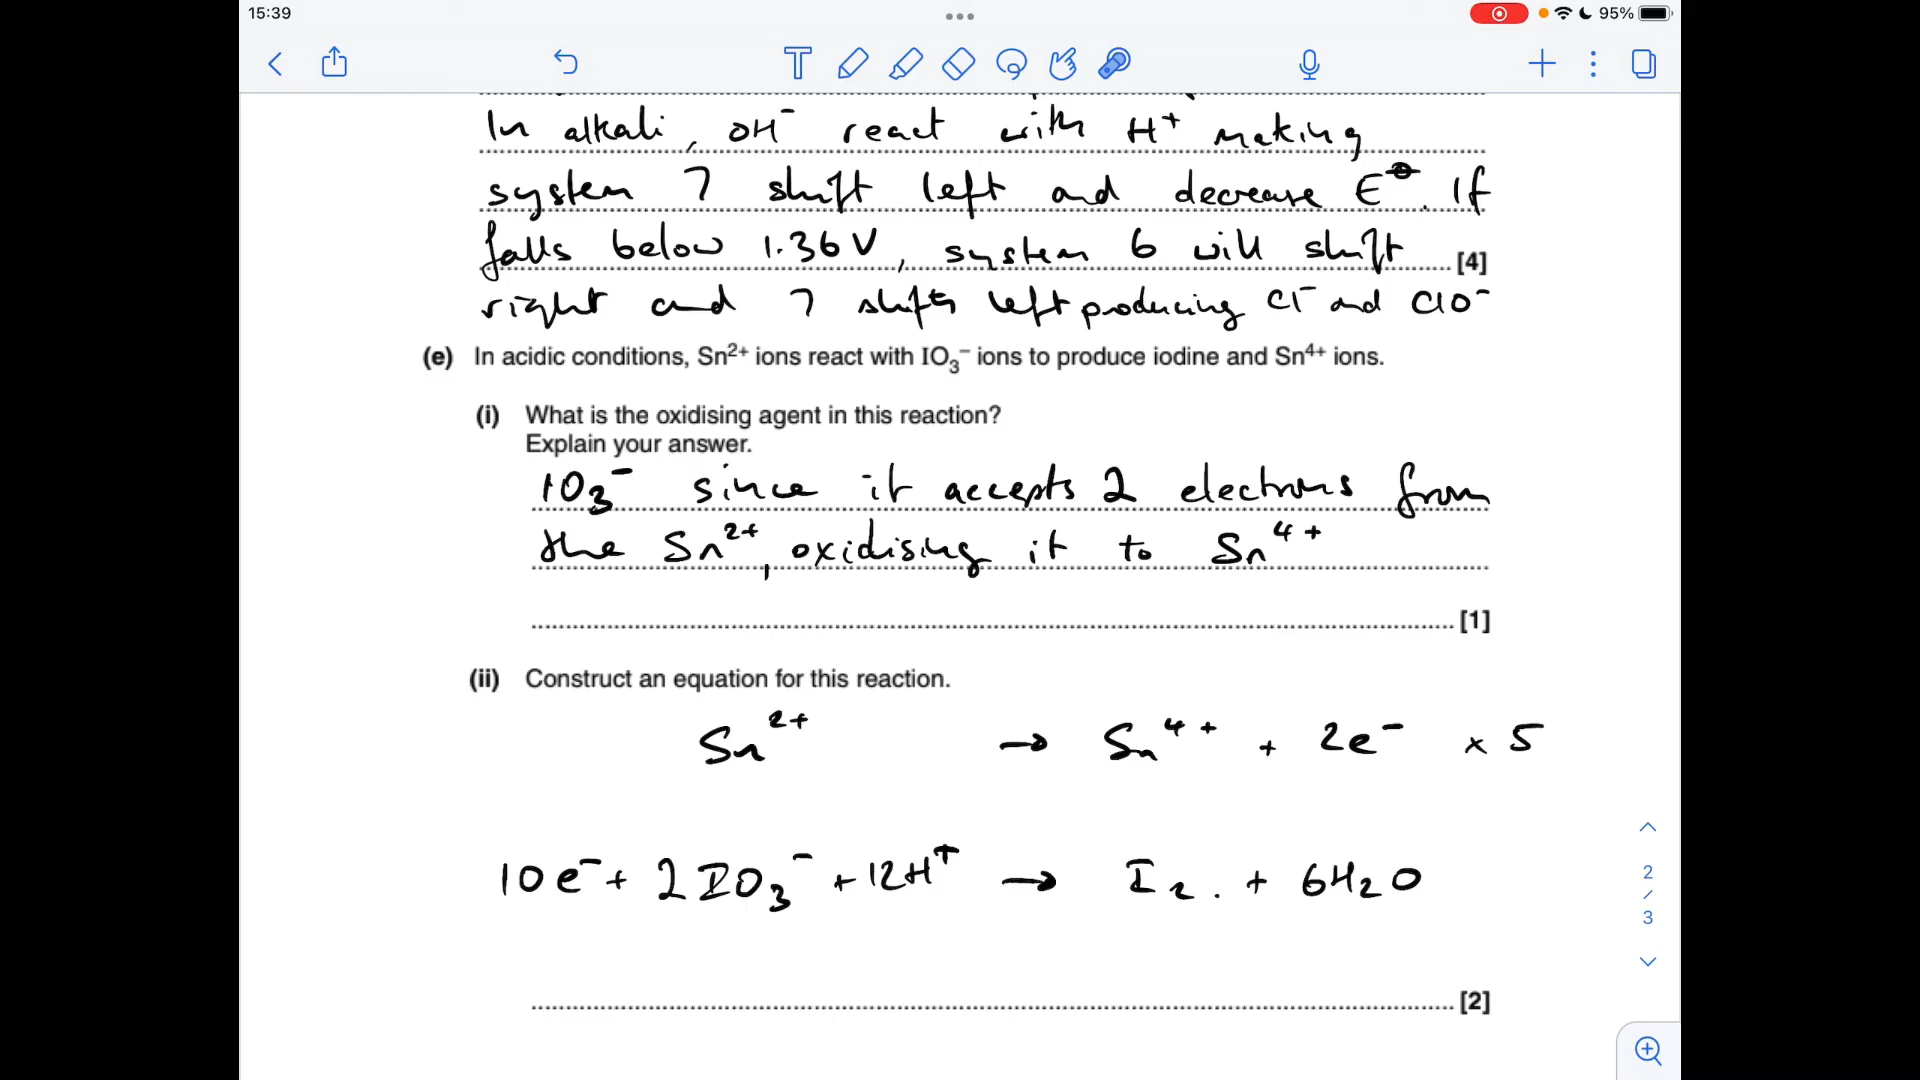 15:39
95%
In alkali, OH⁻ react with H⁺ making
system 7 shift left and decrease E⦵. If
falls below 1.36V, system 6 will shift [4]
right and 7 shifts left producing Cl⁻ and ClO⁻
(e) In acidic conditions, Sn²⁺ ions react with IO₃⁻ ions to produce iodine and Sn⁴⁺ ions.
(i) What is the oxidising agent in this reaction?
Explain your answer.
IO₃⁻ since it accepts 2 electrons from
the Sn²⁺, oxidising it to Sn⁴⁺
[1]
(ii) Construct an equation for this reaction.
Sn²⁺ → Sn⁴⁺ + 2e⁻ × 5
10e⁻ + 2IO₃⁻ + 12H⁺ → I₂ + 6H₂O
[2]
2
/
3